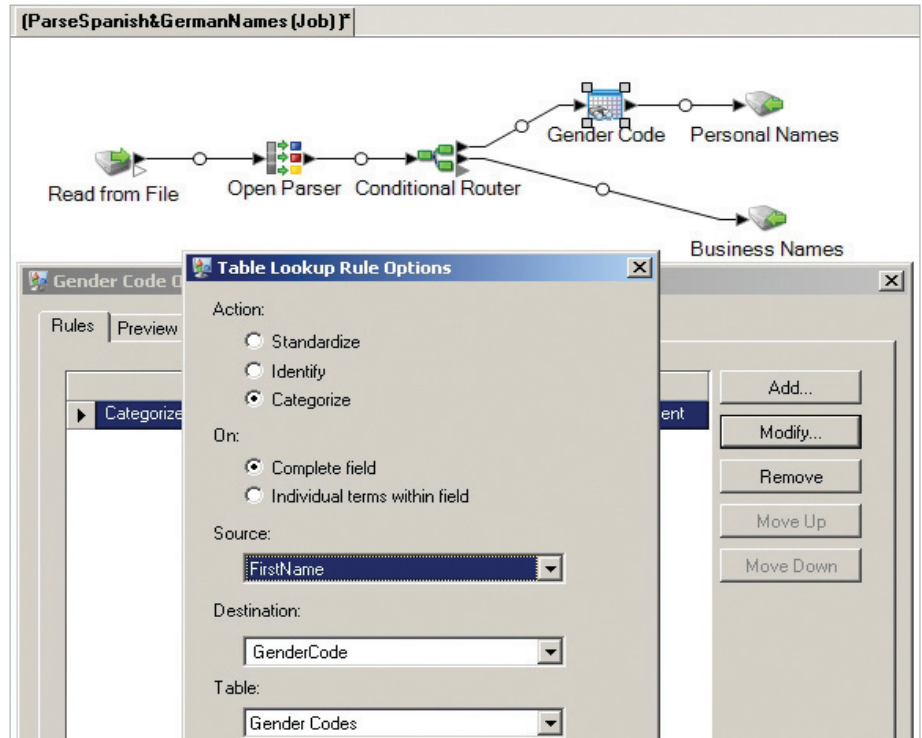 (ParseSpanish&GermanNames (Job))*
Gender Code Personal Names
Read from File Open Parser Conditional Router
Business Names
Gender Code O
Table Lookup Rule Options
Rules Preview
Action:
Standardize
Identify
Categorize
Categorize ent
On:
Complete field
Individual terms within field
Source:
FirstName
Destination:
GenderCode
Table:
Gender Codes
Add...
Modify...
Remove
Move Up
Move Down